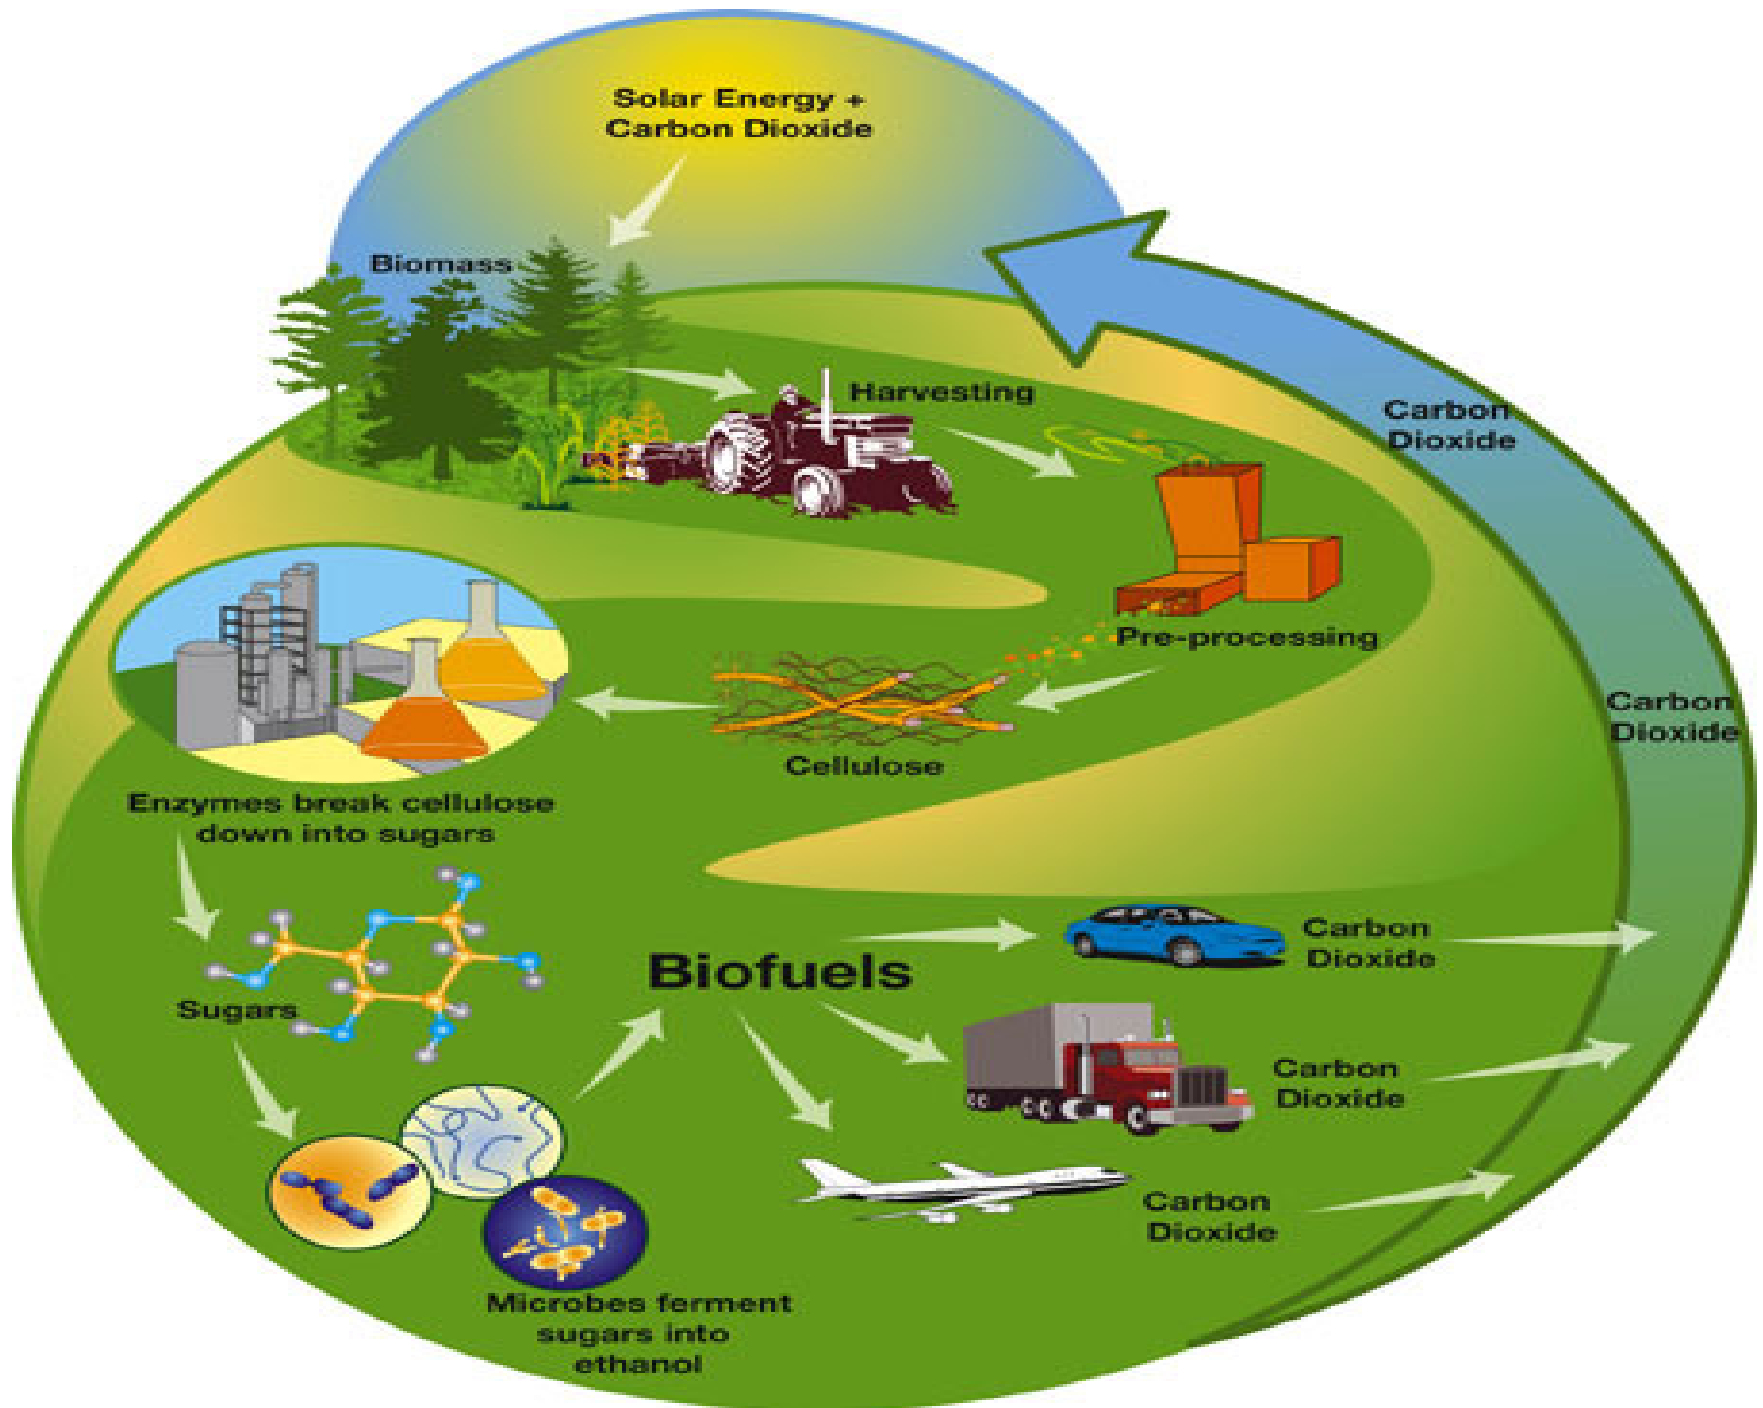 Solar Energy +
Carbon Dioxide
Biomass
Harvesting
Carbon
Dioxide
Pre-processing
Carbon
Dioxide
Cellulose
Enzymes break cellulose
down into sugars
Sugars
Biofuels
Carbon
Dioxide
Carbon
Dioxide
Carbon
Dioxide
Microbes ferment
sugars into
ethanol